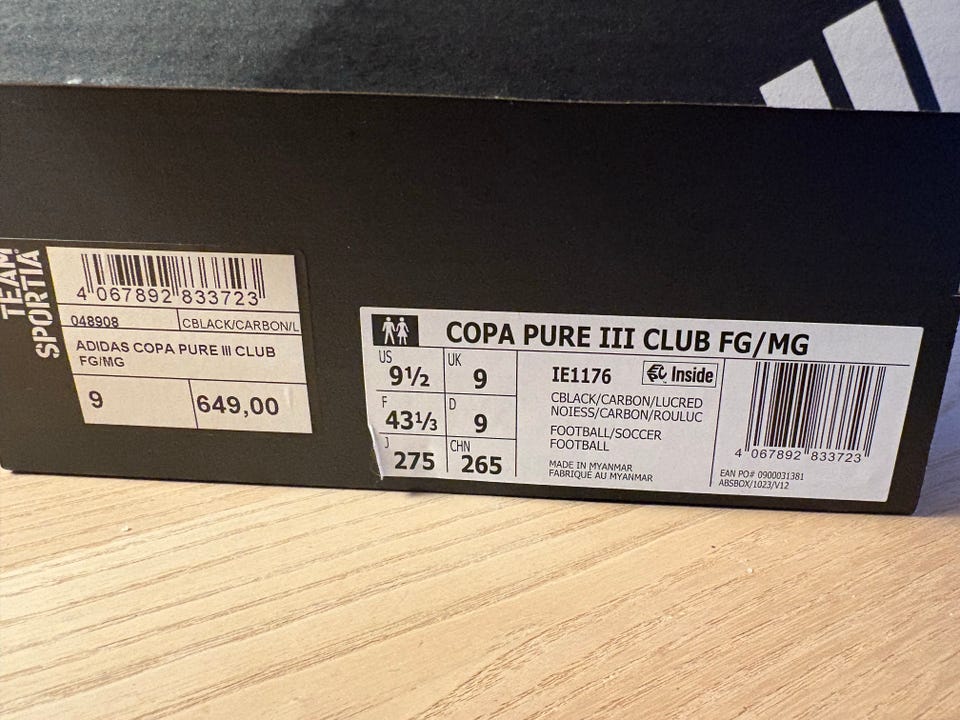 TEAM
SPORTIA
4 067892 833723
048908 CBLACK/CARBON/L
ADIDAS COPA PURE III CLUB
FG/MG
9 649,00
COPA PURE III CLUB FG/MG
US 9½ UK 9
F 43⅓ D 9
J 275 CHN 265
IE1176 Inside
CBLACK/CARBON/LUCRED
NOIESS/CARBON/ROULUC
FOOTBALL/SOCCER
FOOTBALL
MADE IN MYANMAR
FABRIQUÉ AU MYANMAR
4 067892 833723
EAN PO# 0900031381
ABSBOX/1023/V12